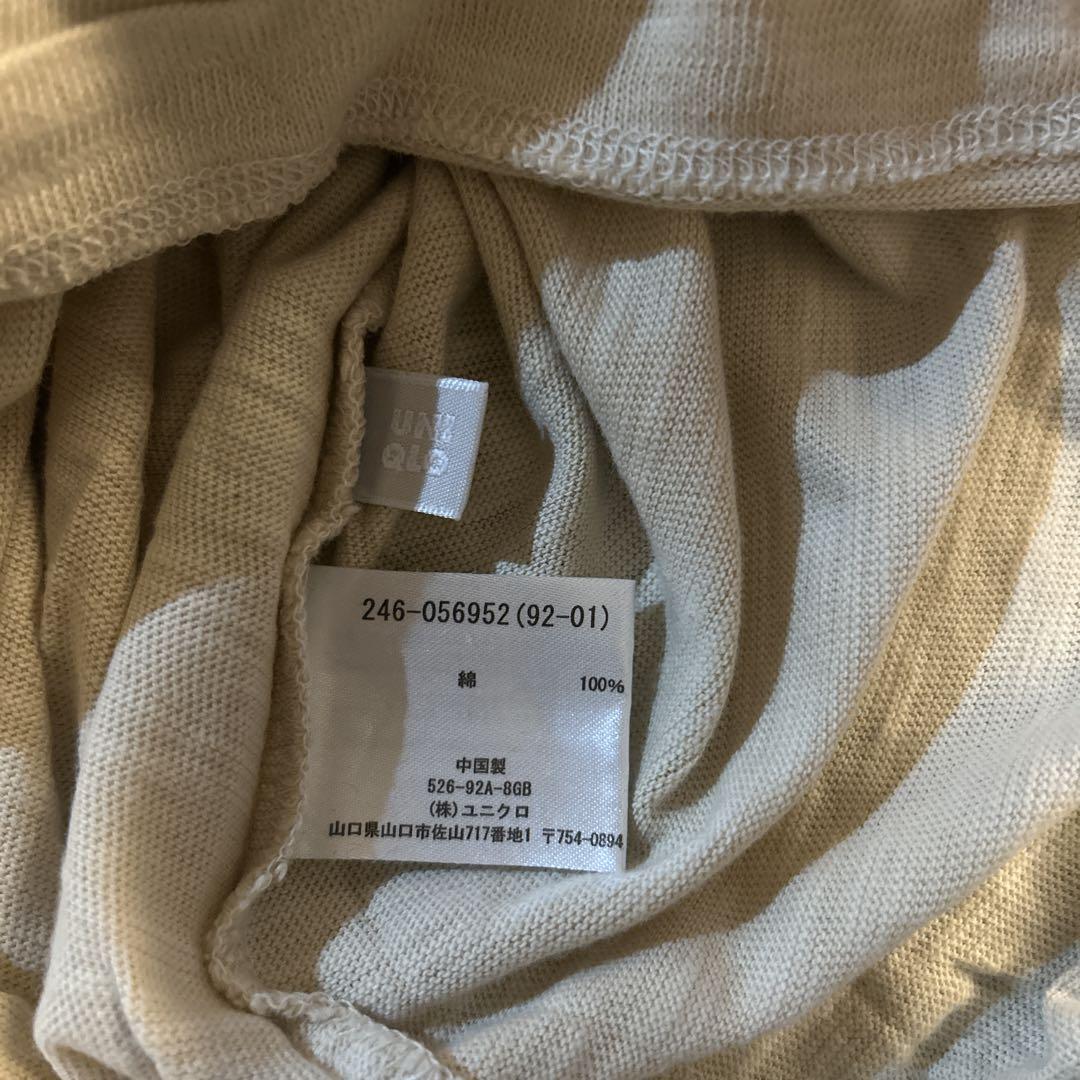 UNI
QLO
246-056952(92-01)
綿 100%
中国製
526-92A-8GB
(株)ユニクロ
山口県山口市佐山717番地1 〒754-0894